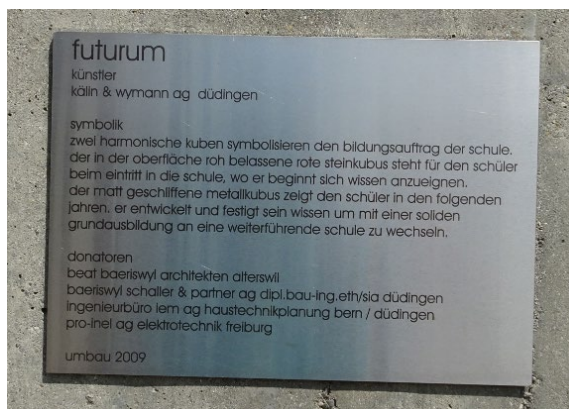 futurum
künstler
kälin & wymann ag düdingen
symbolik
zwei harmonische kuben symbolisieren den bildungsauftrag der schule.
der in der oberfläche roh belassene rote steinkubus steht für den schüler
beim eintritt in die schule, wo er beginnt sich wissen anzueignen.
der matt geschliffene metallkubus zeigt den schüler in den folgenden
jahren. er entwickelt und festigt sein wissen um mit einer soliden
grundausbildung an eine weiterführende schule zu wechseln.
donatoren
beat baeriswyl architekten alterswil
baeriswyl schaller & partner ag dipl.bau-ing.eth/sia düdingen
ingenieurbüro iem ag haustechnikplanung bern / düdingen
pro-inel ag elektrotechnik freiburg
umbau 2009